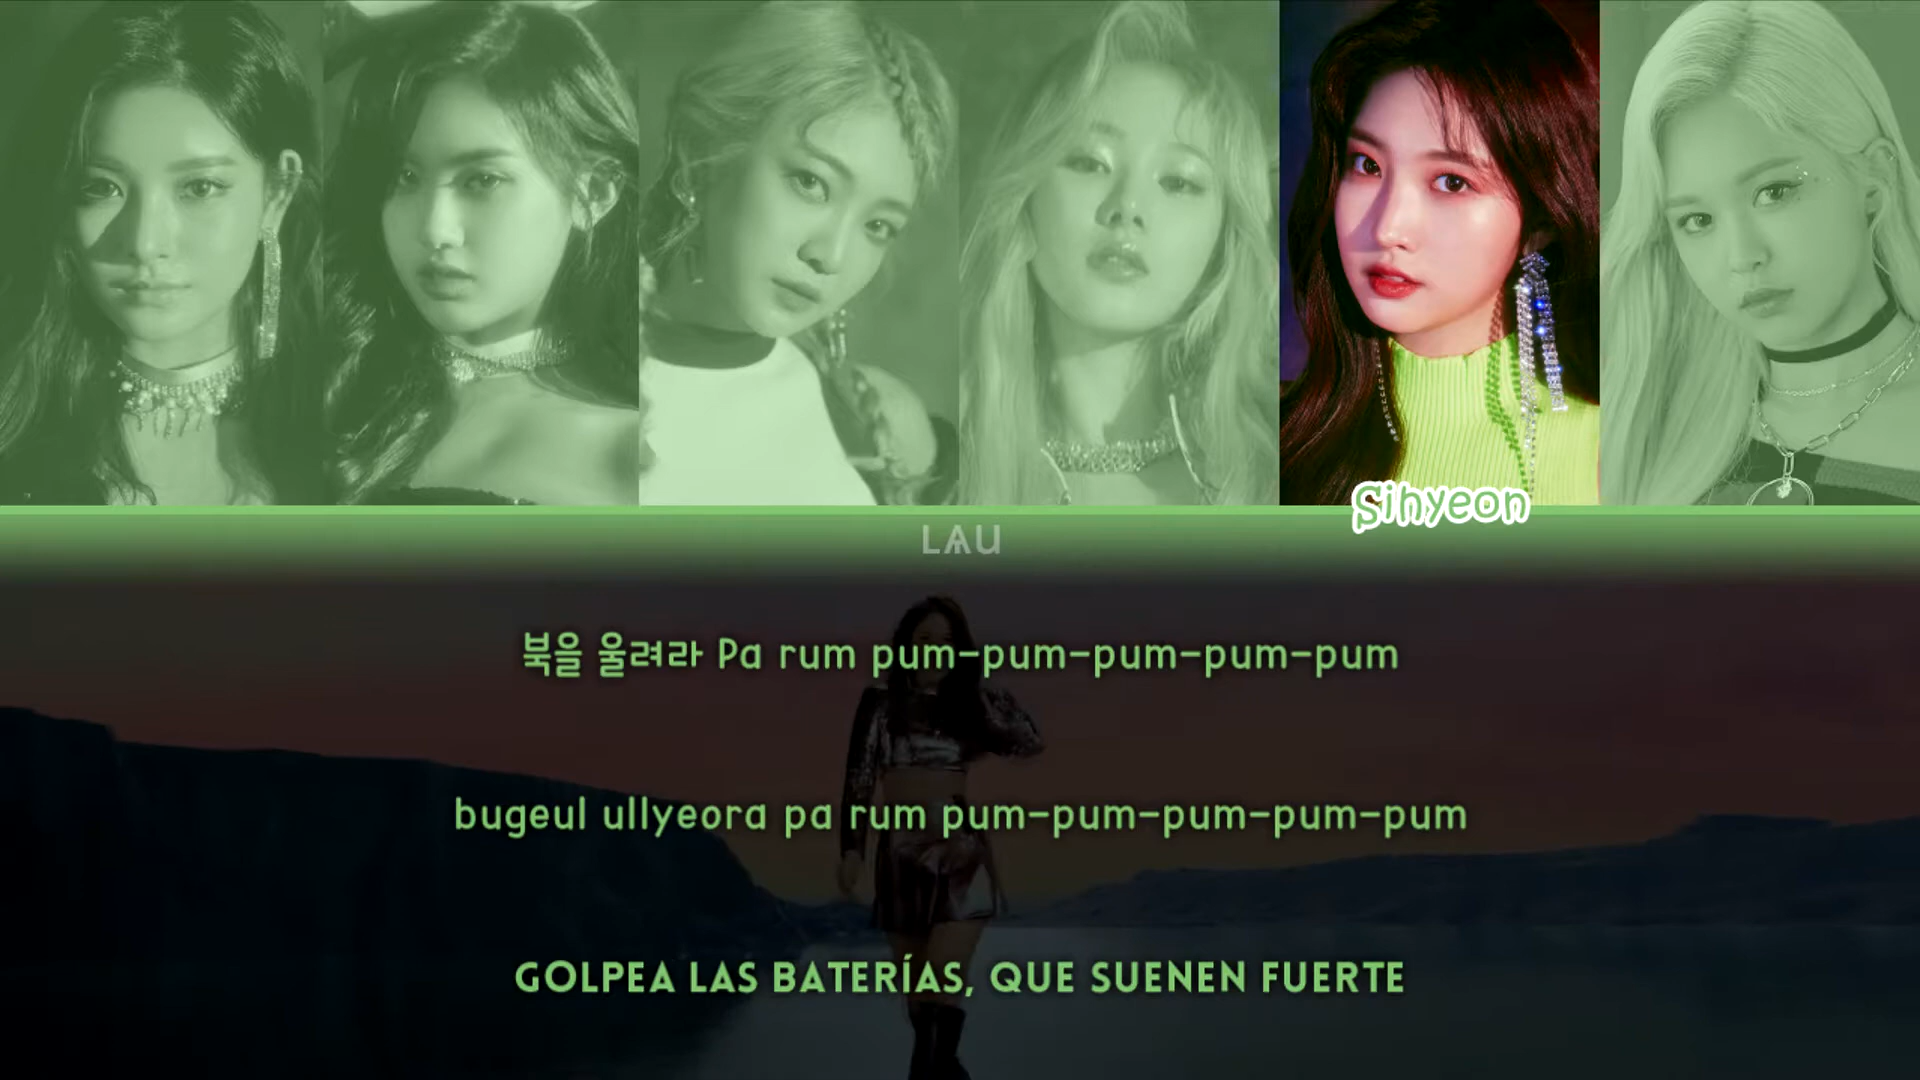 Sihyeon
LAU
북을 울려라 Pa rum pum-pum-pum-pum-pum
bugeul ullyeora pa rum pum-pum-pum-pum-pum
GOLPEA LAS BATERÍAS, QUE SUENEN FUERTE